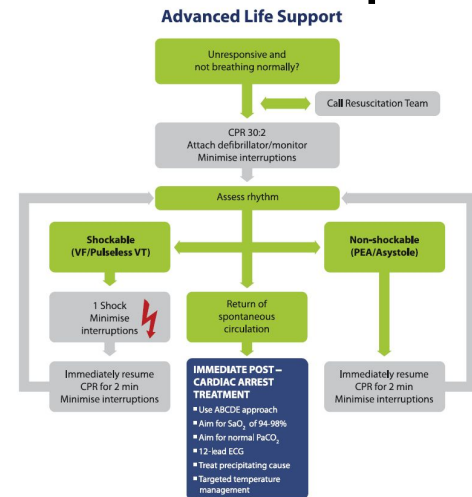 Advanced Life Support
Unresponsive and
not breathing normally?
Call Resuscitation Team
CPR 30:2
Attach defibrillator/monitor
Minimise interruptions
Assess rhythm
Shockable
(VF/Pulseless VT)
Non-shockable
(PEA/Asystole)
1 Shock
Minimise
interruptions
Return of
spontaneous
circulation
Immediately resume
CPR for 2 min
Minimise interruptions
IMMEDIATE POST –
CARDIAC ARREST
TREATMENT
▪ Use ABCDE approach
▪ Aim for SaO₂ of 94-98%
▪ Aim for normal PaCO₂
▪ 12-lead ECG
▪ Treat precipitating cause
▪ Targeted temperature
management
Immediately resume
CPR for 2 min
Minimise interruptions